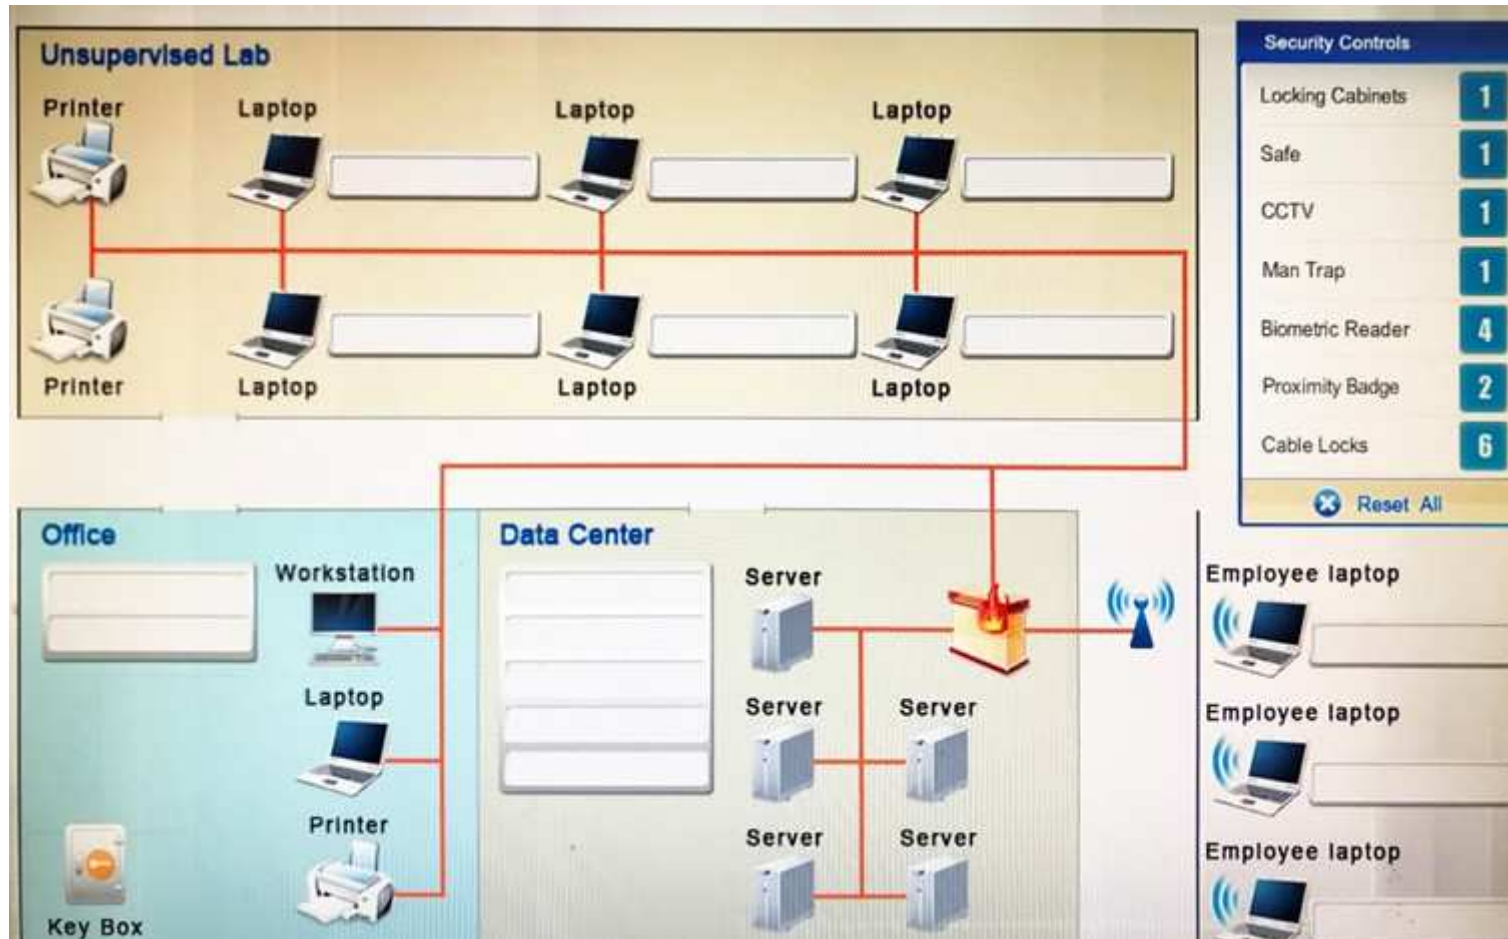 Unsupervised Lab
Printer
Laptop
Laptop
Laptop
Printer
Laptop
Laptop
Laptop
Security Controls
Locking Cabinets 1
Safe 1
CCTV 1
Man Trap 1
Biometric Reader 4
Proximity Badge 2
Cable Locks 6
Reset All
Office
Workstation
Laptop
Printer
Key Box
Data Center
Server
Server
Server
Server
Server
Employee laptop
Employee laptop
Employee laptop